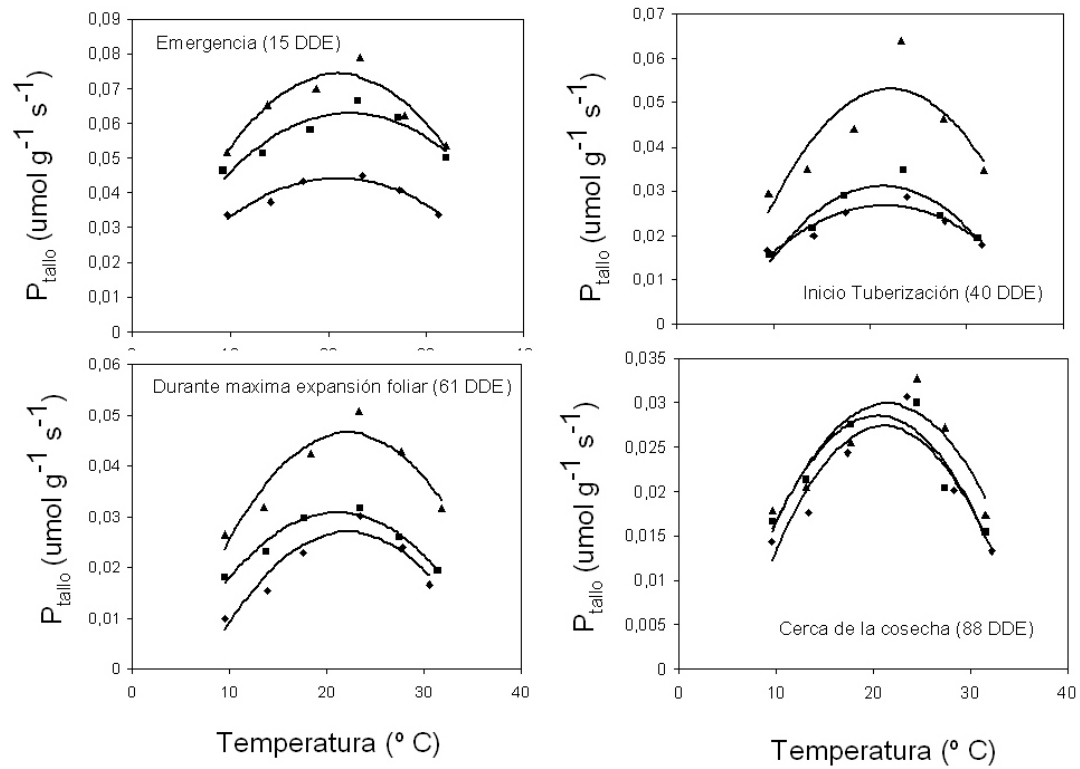 P_tallo (umol g^-1 s^-1)
0,09
0,08
0,07
0,06
0,05
0,04
0,03
0,02
0,01
0
Emergencia (15 DDE)
P_tallo (umol g^-1 s^-1)
0,07
0,06
0,05
0,04
0,03
0,02
0,01
0
Inicio Tuberización (40 DDE)
P_tallo (umol g^-1 s^-1)
0,06
0,05
0,04
0,03
0,02
0,01
0
Durante maxima expansión foliar (61 DDE)
0 10 20 30 40
Temperatura (º C)
P_tallo (umol g^-1 s^-1)
0,035
0,03
0,025
0,02
0,015
0,01
0,005
0
Cerca de la cosecha (88 DDE)
0 10 20 30 40
Temperatura (º C)